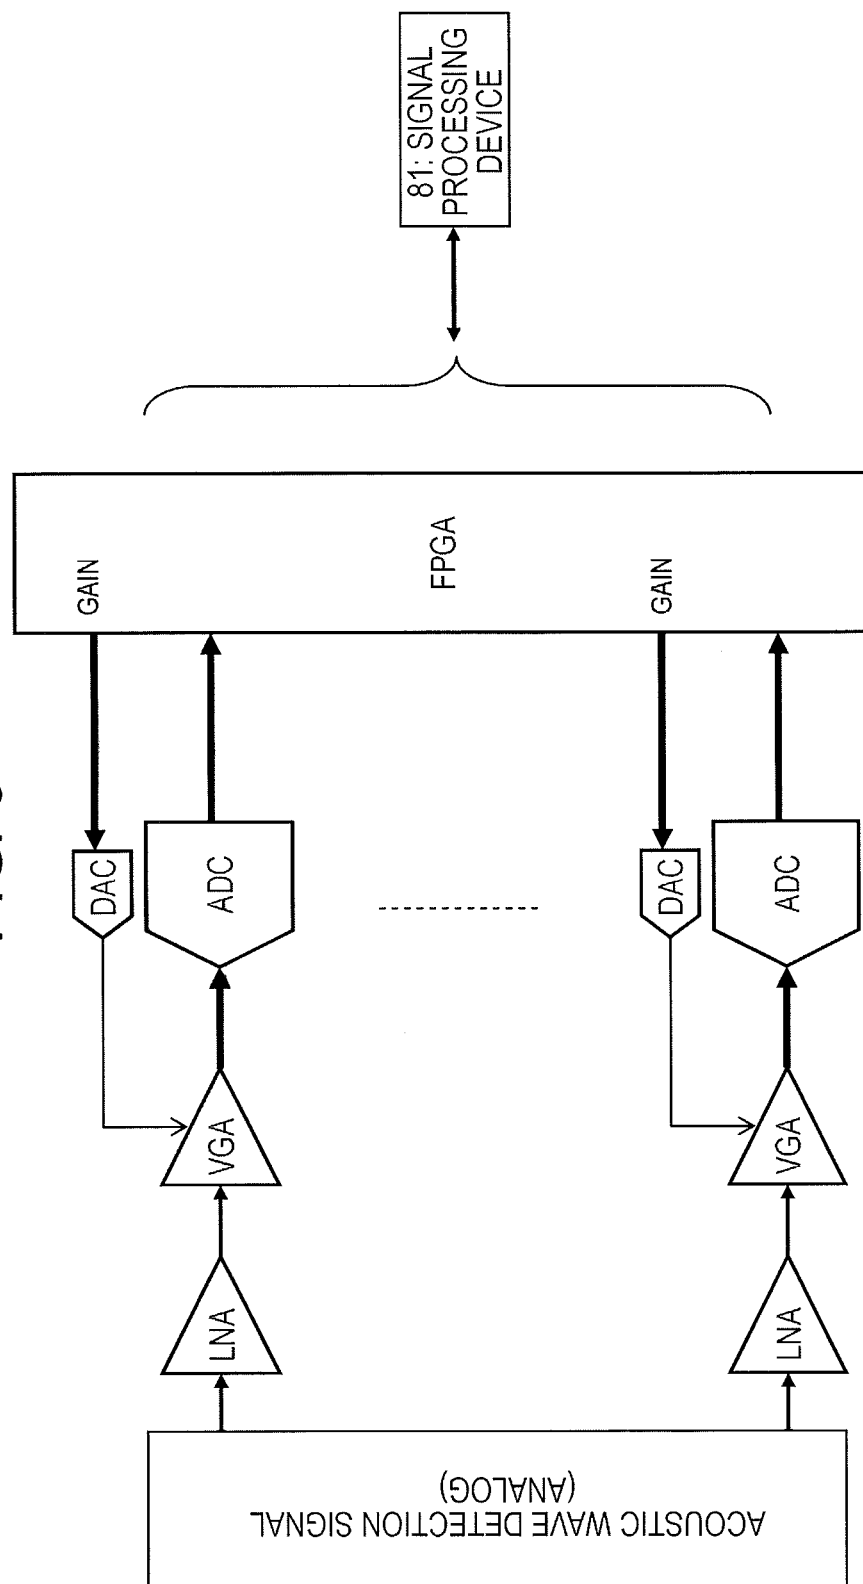 81: SIGNAL
PROCESSING
DEVICE
GAIN
FPGA
GAIN
DAC
ADC
DAC
ADC
VGA
VGA
LNA
LNA
ACOUSTIC WAVE DETECTION SIGNAL
(ANALOG)